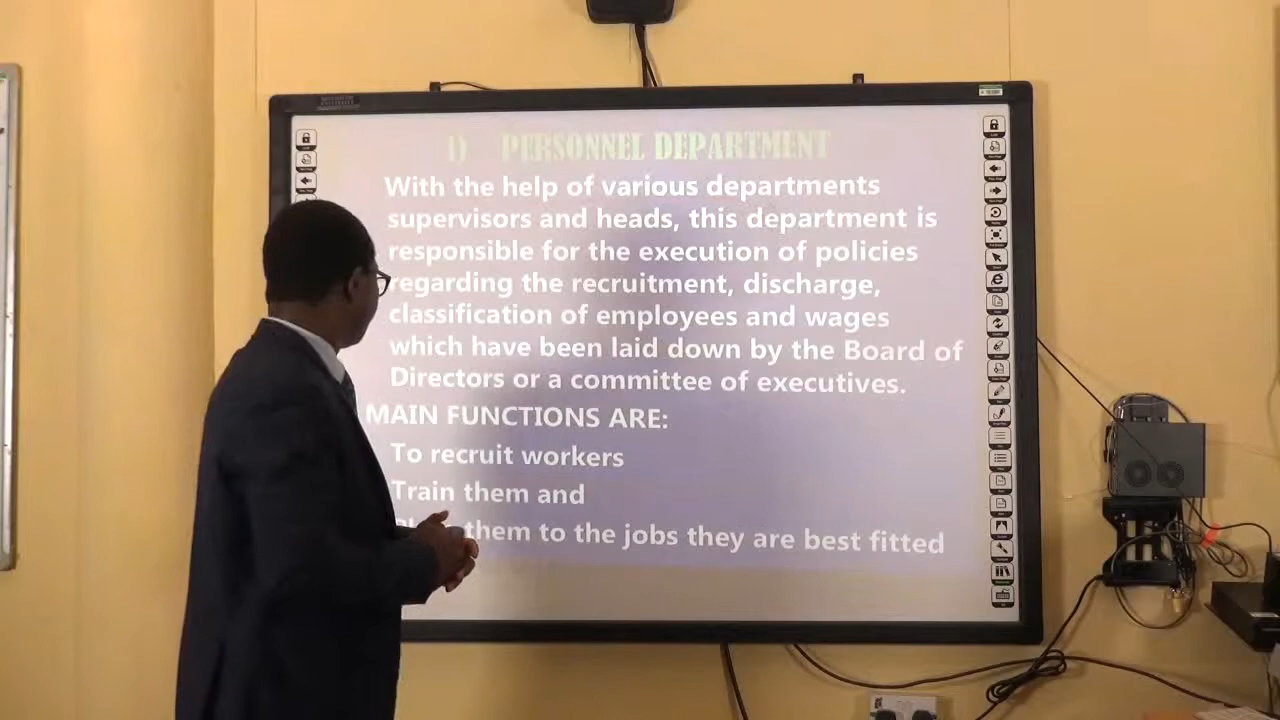 1) PERSONNEL DEPARTMENT
With the help of various departments
supervisors and heads, this department is
responsible for the execution of policies
regarding the recruitment, discharge,
classification of employees and wages
which have been laid down by the Board of
Directors or a committee of executives.
MAIN FUNCTIONS ARE:
To recruit workers
Train them and
them to the jobs they are best fitted